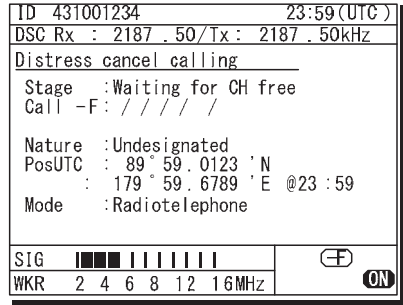 ID 431001234 23:59(UTC)
DSC Rx : 2187 . 50/Tx : 2187 . 50kHz
Distress cancel calling
Stage :Waiting for CH free
Call -F: / / / / /
Nature :Undesignated
PosUTC : 89°59.0123 'N
: 179°59.6789 'E @23 :59
Mode :Radiotelephone
SIG F
WKR 2 4 6 8 12 16MHz ON